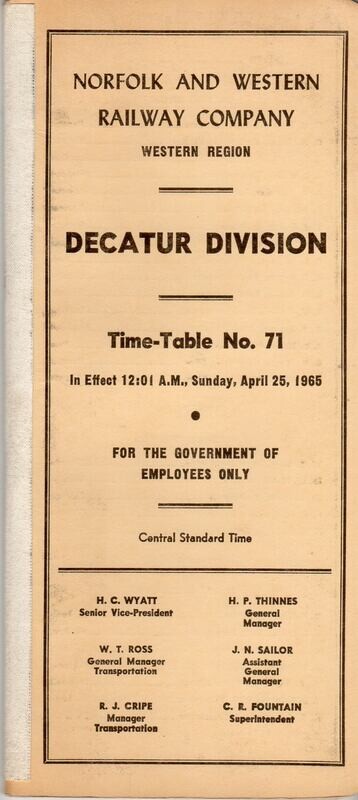 NORFOLK AND WESTERN
RAILWAY COMPANY
WESTERN REGION
DECATUR DIVISION
Time-Table No. 71
In Effect 12:01 A.M., Sunday, April 25, 1965
FOR THE GOVERNMENT OF
EMPLOYEES ONLY
Central Standard Time
H. C. WYATT
Senior Vice-President
H. P. THINNES
General
Manager
W. T. ROSS
General Manager
Transportation
J. N. SAILOR
Assistant
General
Manager
R. J. CRIPE
Manager
Transportation
C. R. FOUNTAIN
Superintendent